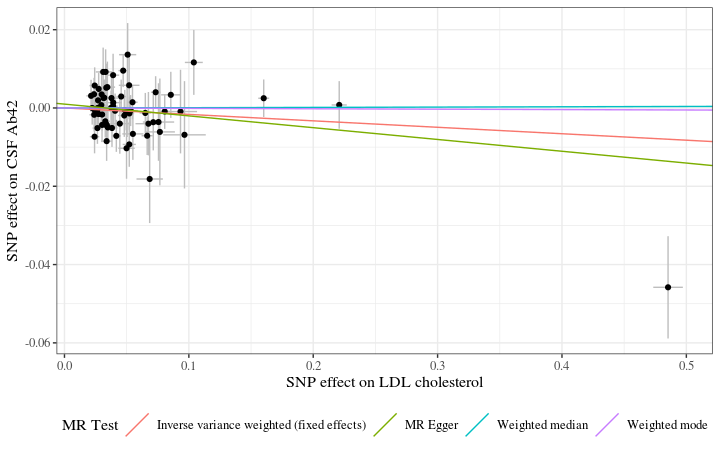 0.02
0.00
-0.02
-0.04
-0.06
SNP effect on CSF Ab42
0.0 0.1 0.2 0.3 0.4 0.5
SNP effect on LDL cholesterol
MR Test Inverse variance weighted (fixed effects) MR Egger Weighted median Weighted mode